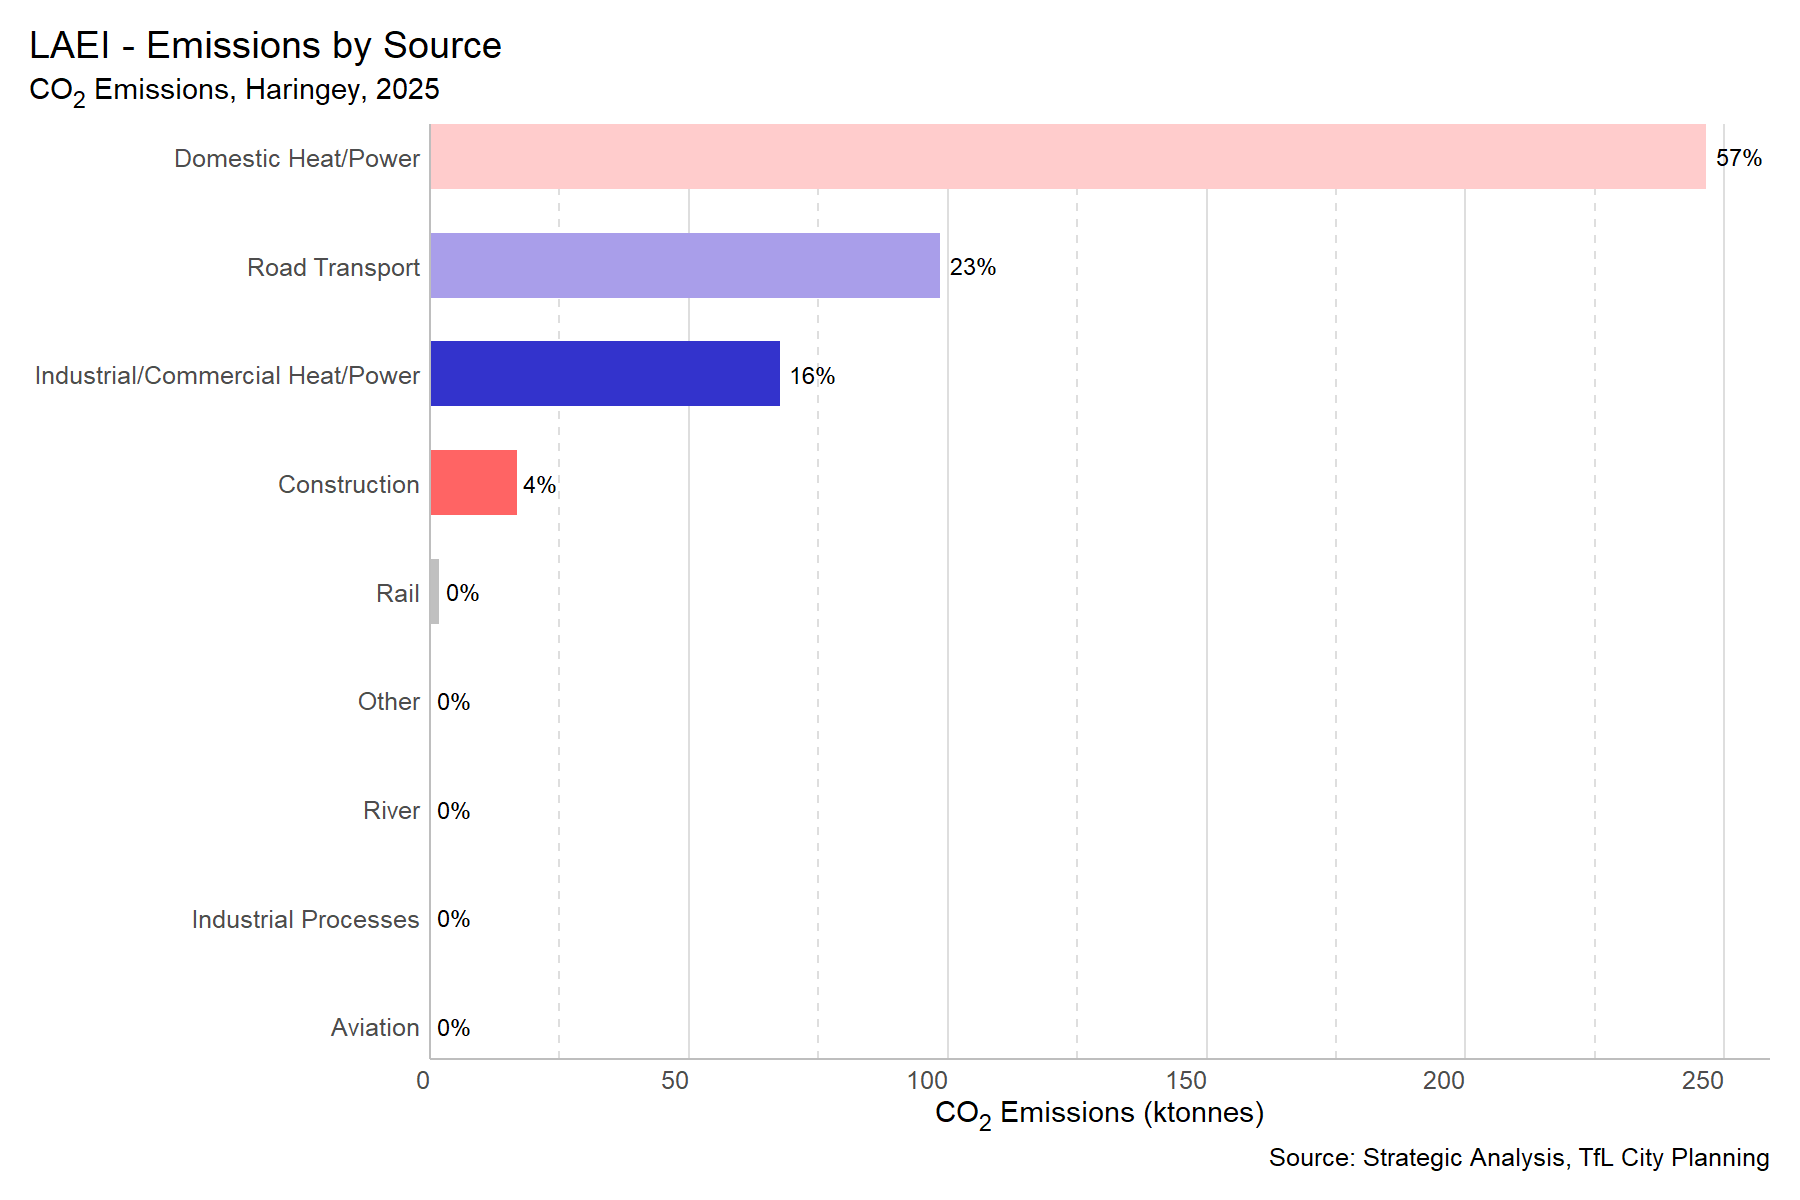 LAEI - Emissions by Source
CO₂ Emissions, Haringey, 2025
Domestic Heat/Power 57%
Road Transport 23%
Industrial/Commercial Heat/Power 16%
Construction 4%
Rail 0%
Other 0%
River 0%
Industrial Processes 0%
Aviation 0%
0 50 100 150 200 250
CO₂ Emissions (ktonnes)
Source: Strategic Analysis, TfL City Planning